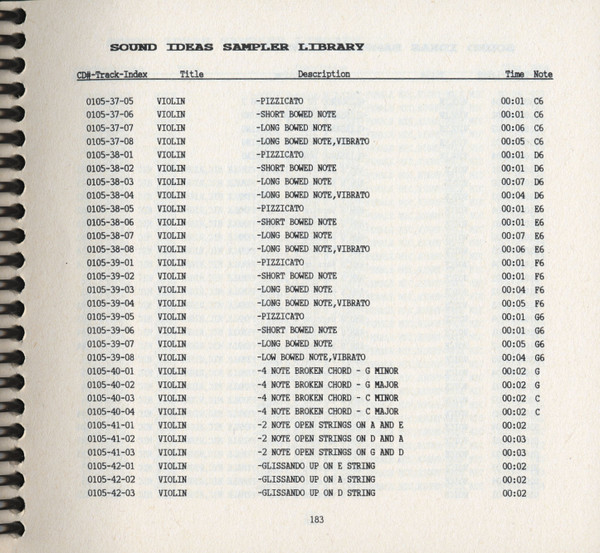 SOUND IDEAS SAMPLER LIBRARY
CD#-Track-Index Title Description Time Note
0105-37-05 VIOLIN -PIZZICATO 00:01 C6
0105-37-06 VIOLIN -SHORT BOWED NOTE 00:01 C6
0105-37-07 VIOLIN -LONG BOWED NOTE 00:06 C6
0105-37-08 VIOLIN -LONG BOWED NOTE,VIBRATO 00:05 C6
0105-38-01 VIOLIN -PIZZICATO 00:01 D6
0105-38-02 VIOLIN -SHORT BOWED NOTE 00:01 D6
0105-38-03 VIOLIN -LONG BOWED NOTE 00:07 D6
0105-38-04 VIOLIN -LONG BOWED NOTE,VIBRATO 00:04 D6
0105-38-05 VIOLIN -PIZZICATO 00:01 E6
0105-38-06 VIOLIN -SHORT BOWED NOTE 00:01 E6
0105-38-07 VIOLIN -LONG BOWED NOTE 00:07 E6
0105-38-08 VIOLIN -LONG BOWED NOTE,VIBRATO 00:06 E6
0105-39-01 VIOLIN -PIZZICATO 00:01 F6
0105-39-02 VIOLIN -SHORT BOWED NOTE 00:01 F6
0105-39-03 VIOLIN -LONG BOWED NOTE 00:04 F6
0105-39-04 VIOLIN -LONG BOWED NOTE,VIBRATO 00:05 F6
0105-39-05 VIOLIN -PIZZICATO 00:01 G6
0105-39-06 VIOLIN -SHORT BOWED NOTE 00:01 G6
0105-39-07 VIOLIN -LONG BOWED NOTE 00:05 G6
0105-39-08 VIOLIN -LOW BOWED NOTE,VIBRATO 00:04 G6
0105-40-01 VIOLIN -4 NOTE BROKEN CHORD - G MINOR 00:02 G
0105-40-02 VIOLIN -4 NOTE BROKEN CHORD - G MAJOR 00:02 G
0105-40-03 VIOLIN -4 NOTE BROKEN CHORD - C MINOR 00:02 C
0105-40-04 VIOLIN -4 NOTE BROKEN CHORD - C MAJOR 00:02 C
0105-41-01 VIOLIN -2 NOTE OPEN STRINGS ON A AND E 00:02
0105-41-02 VIOLIN -2 NOTE OPEN STRINGS ON D AND A 00:03
0105-41-03 VIOLIN -2 NOTE OPEN STRINGS ON G AND D 00:03
0105-42-01 VIOLIN -GLISSANDO UP ON E STRING 00:02
0105-42-02 VIOLIN -GLISSANDO UP ON A STRING 00:02
0105-42-03 VIOLIN -GLISSANDO UP ON D STRING 00:02
183